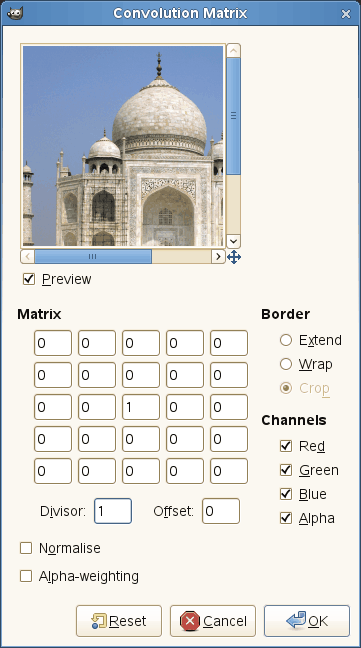 Convolution Matrix
Preview
Matrix
0 0 0 0 0
0 0 0 0 0
0 0 1 0 0
0 0 0 0 0
0 0 0 0 0
Divisor: 1 Offset: 0
Normalise
Alpha-weighting
Border
Extend
Wrap
Crop
Channels
Red
Green
Blue
Alpha
Reset Cancel OK